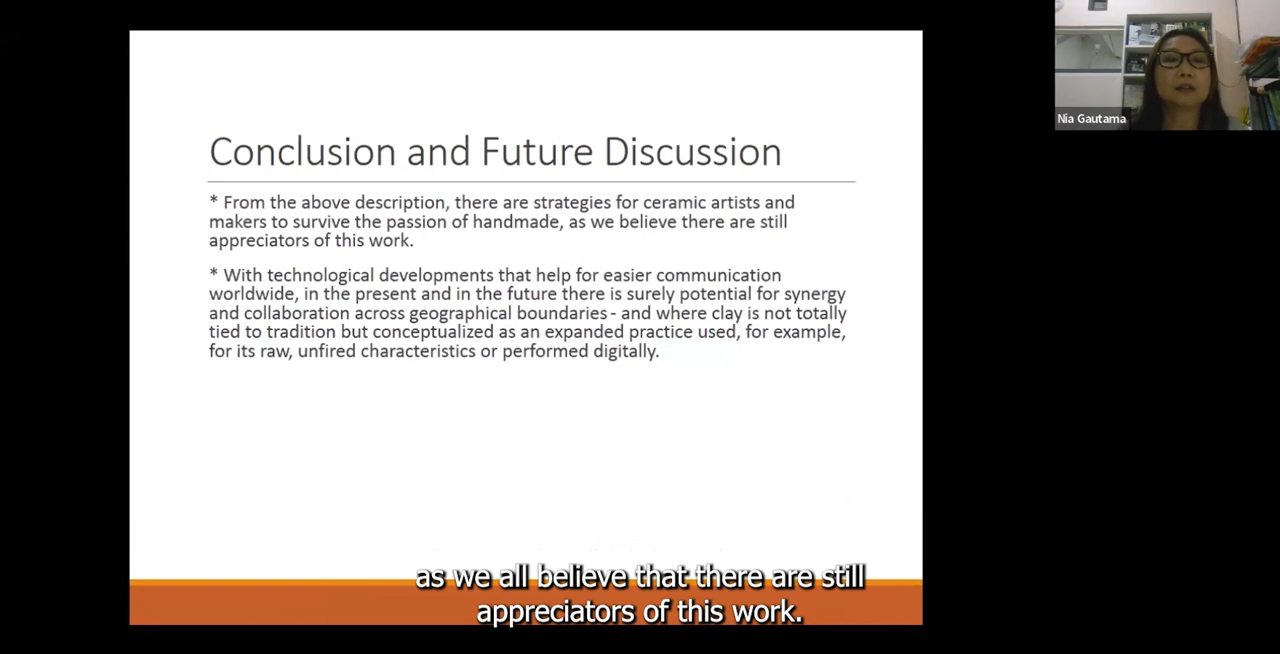 Conclusion and Future Discussion
* From the above description, there are strategies for ceramic artists and
makers to survive the passion of handmade, as we believe there are still
appreciators of this work.
* With technological developments that help for easier communication
worldwide, in the present and in the future there is surely potential for synergy
and collaboration across geographical boundaries - and where clay is not totally
tied to tradition but conceptualized as an expanded practice used, for example,
for its raw, unfired characteristics or performed digitally.
Nia Gautama
as we all believe that there are still
appreciators of this work.